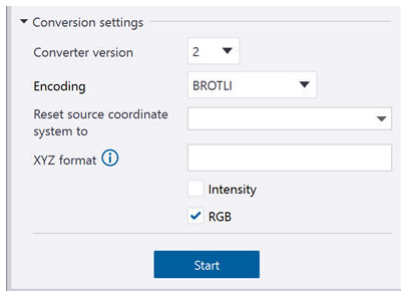 Conversion settings
Converter version 2
Encoding BROTLI
Reset source coordinate
system to
XYZ format
Intensity
RGB
Start